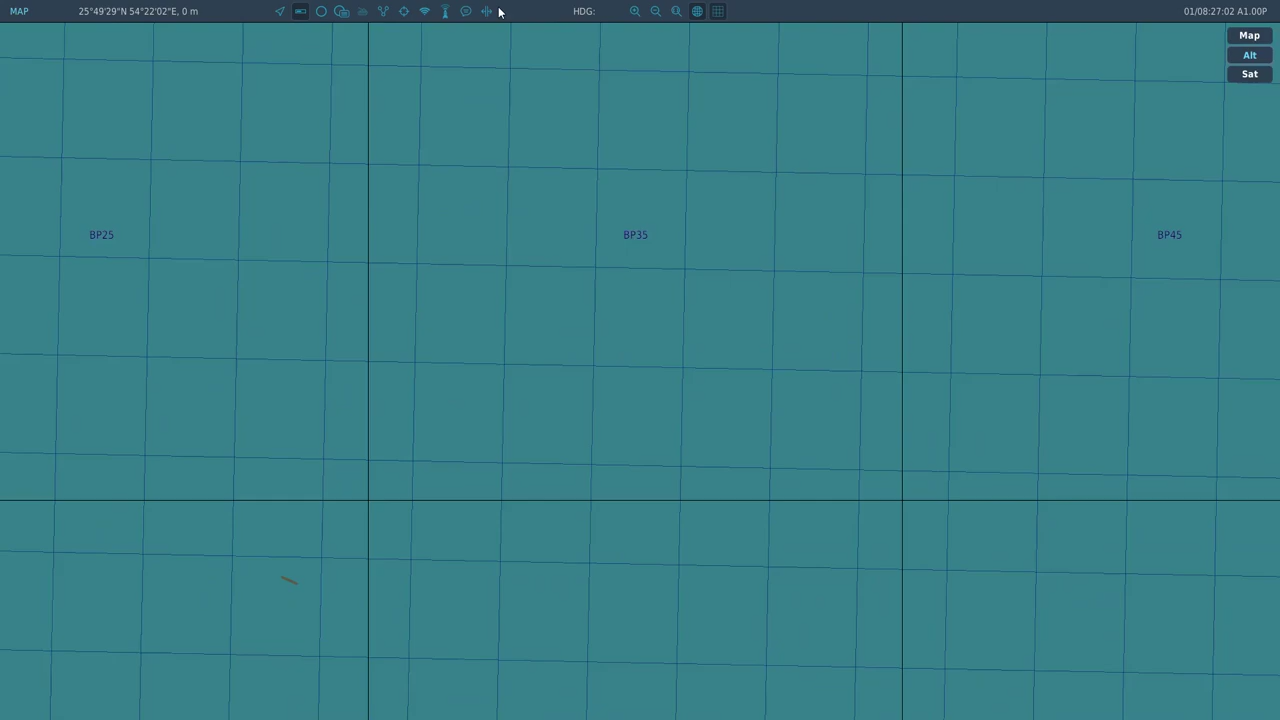 MAP 25°49'29"N 54°22'02"E, 0 m HDG: 01/08:27:02 A1.00P
Map
Alt
Sat
BP25 BP35 BP45